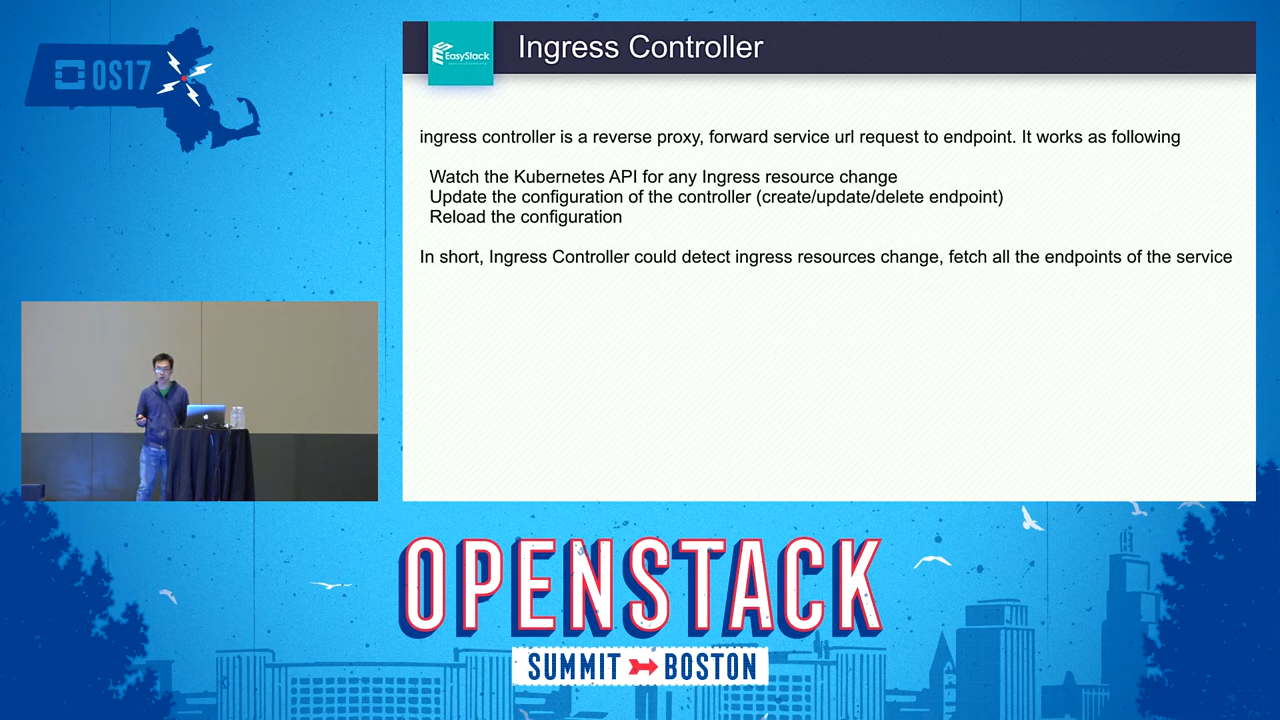 OS17
EasyStack
Ingress Controller
ingress controller is a reverse proxy, forward service url request to endpoint. It works as following
Watch the Kubernetes API for any Ingress resource change
Update the configuration of the controller (create/update/delete endpoint)
Reload the configuration
In short, Ingress Controller could detect ingress resources change, fetch all the endpoints of the service
OPENSTACK
SUMMIT BOSTON